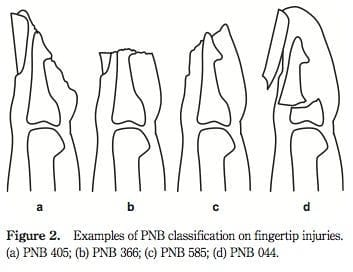 a b c d
Figure 2. Examples of PNB classification on fingertip injuries.
(a) PNB 405; (b) PNB 366; (c) PNB 585; (d) PNB 044.